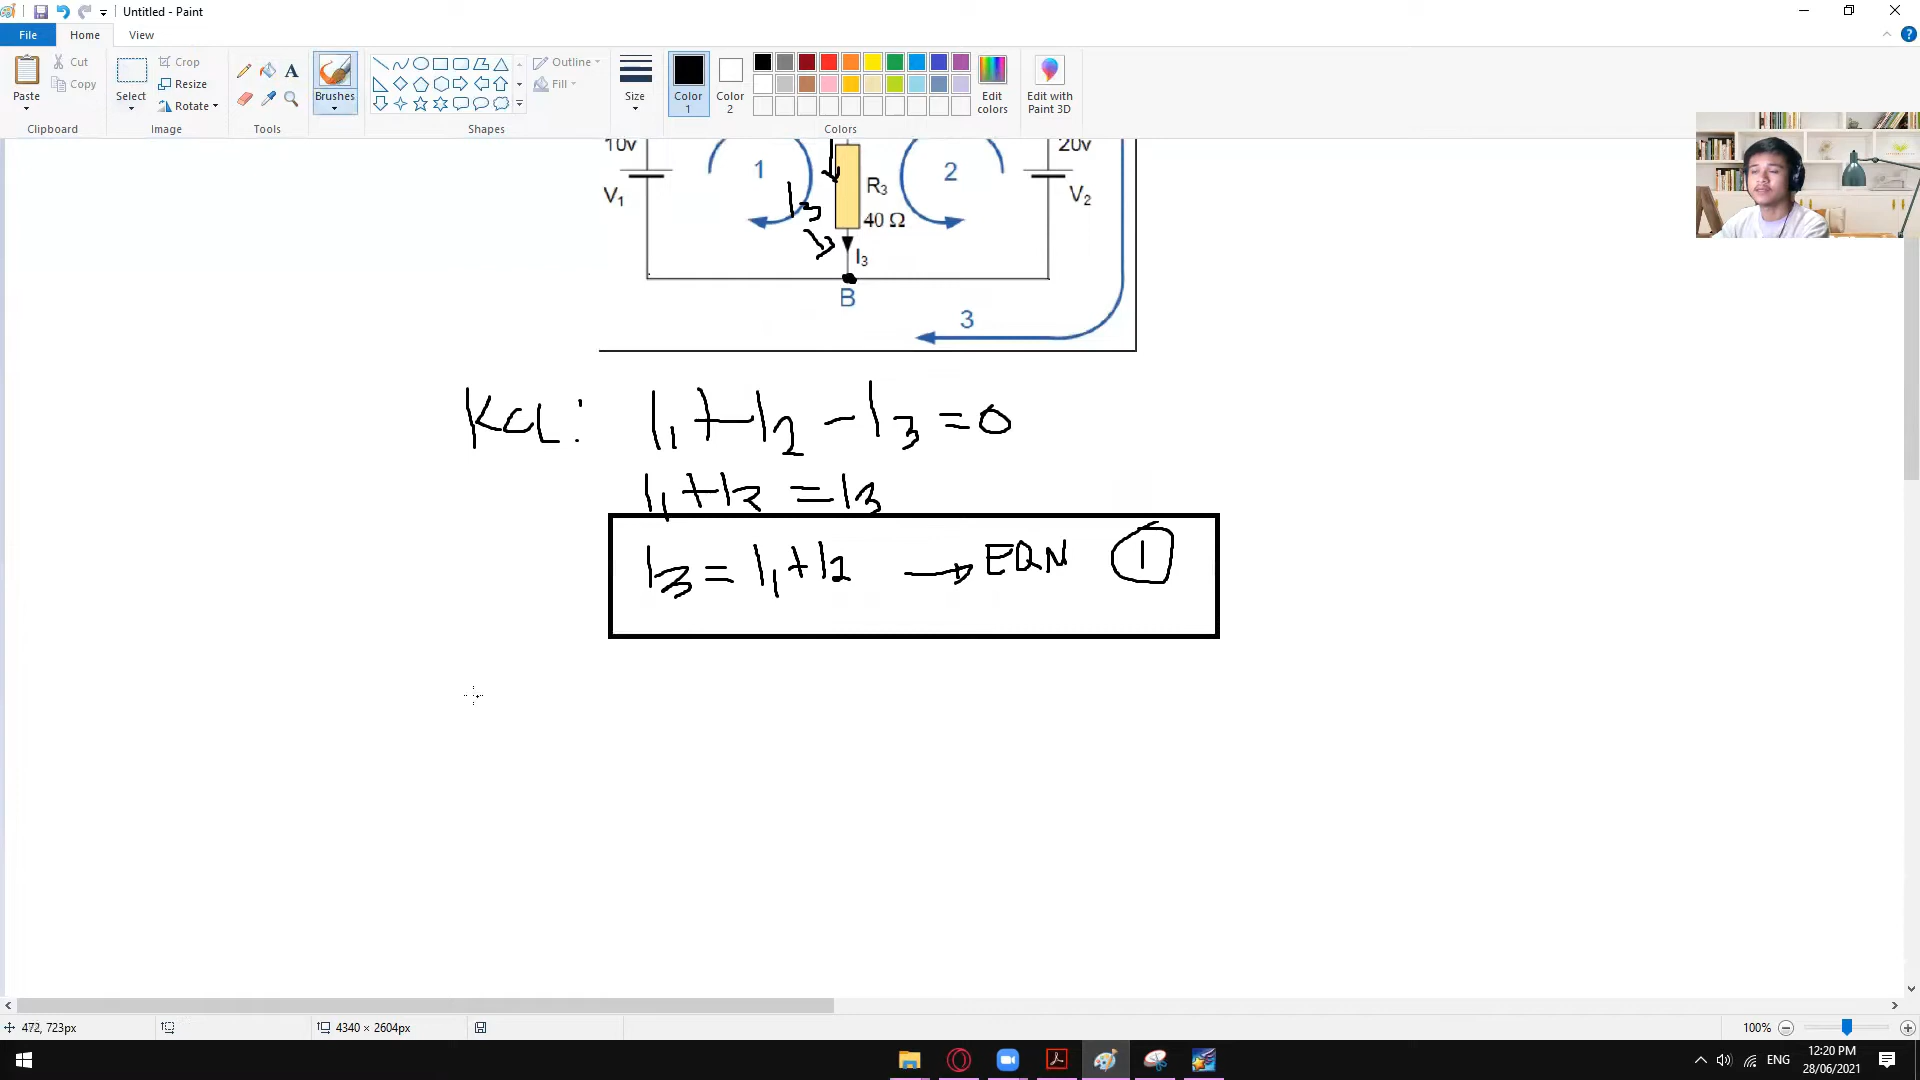 Untitled - Paint
File
Home
View
Paste
Cut
Copy
Clipboard
Select
Crop
Resize
Rotate
Image
Tools
Brushes
Shapes
Outline
Fill
Size
Color 1
Color 2
Edit colors
Colors
Edit with Paint 3D
10v
V1
1
I3
R3
40 Ω
I3
2
20v
V2
B
3
KCL: I1 + I2 - I3 = 0
I1 + I2 = I3
I3 = I1 + I2 → EQN 1
472, 723px
4340 × 2604px
100%
ENG
12:20 PM
28/06/2021